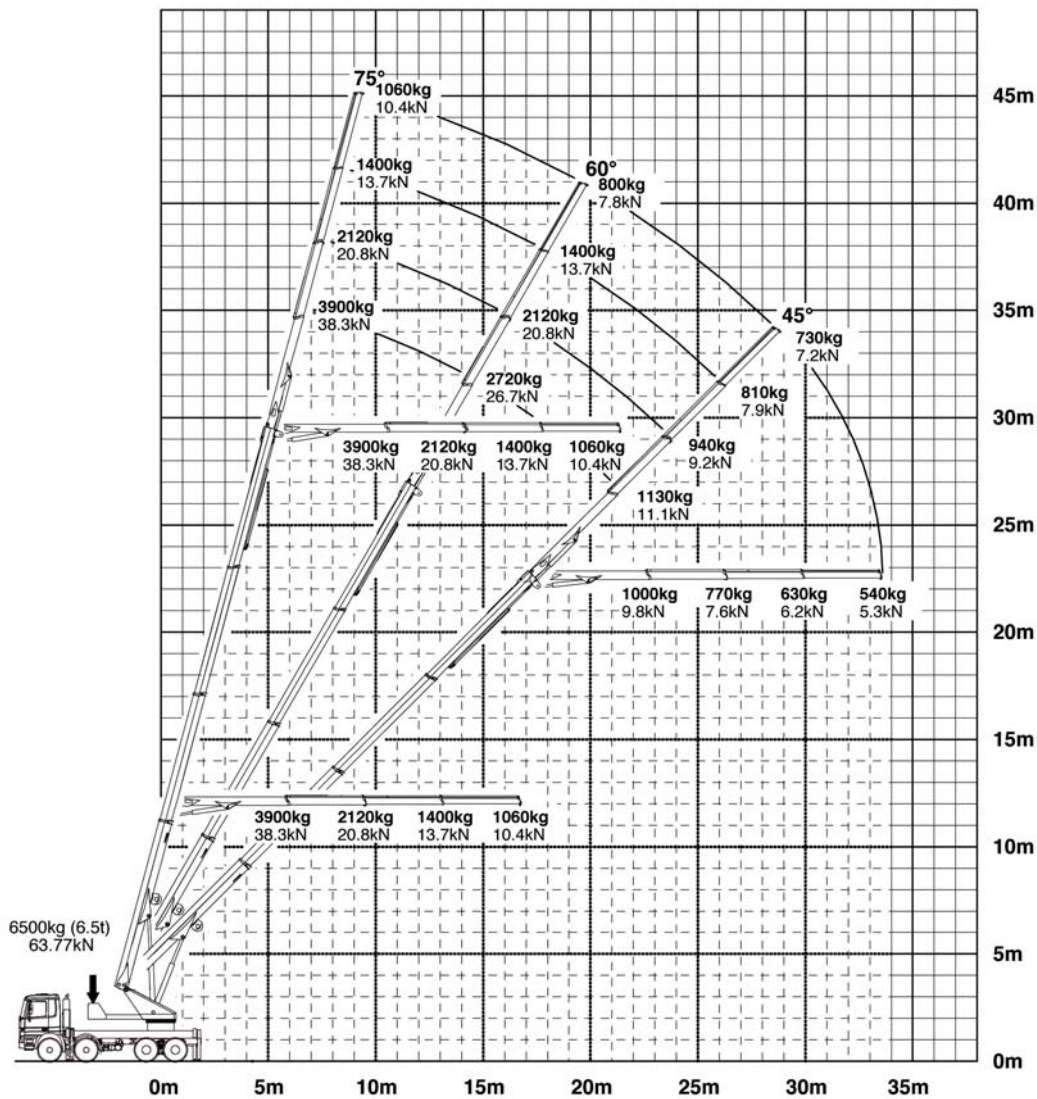 75°
1060kg
10.4kN
45m
1400kg
13.7kN
60°
800kg
7.8kN
40m
2120kg
20.8kN
1400kg
13.7kN
3900kg
38.3kN
2120kg
20.8kN
45°
35m
730kg
7.2kN
2720kg
26.7kN
810kg
7.9kN
30m
3900kg
38.3kN
2120kg
20.8kN
1400kg
13.7kN
1060kg
10.4kN
940kg
9.2kN
1130kg
11.1kN
25m
1000kg
9.8kN
770kg
7.6kN
630kg
6.2kN
540kg
5.3kN
20m
15m
3900kg
38.3kN
2120kg
20.8kN
1400kg
13.7kN
1060kg
10.4kN
10m
6500kg (6.5t)
63.77kN
5m
0m
0m 5m 10m 15m 20m 25m 30m 35m